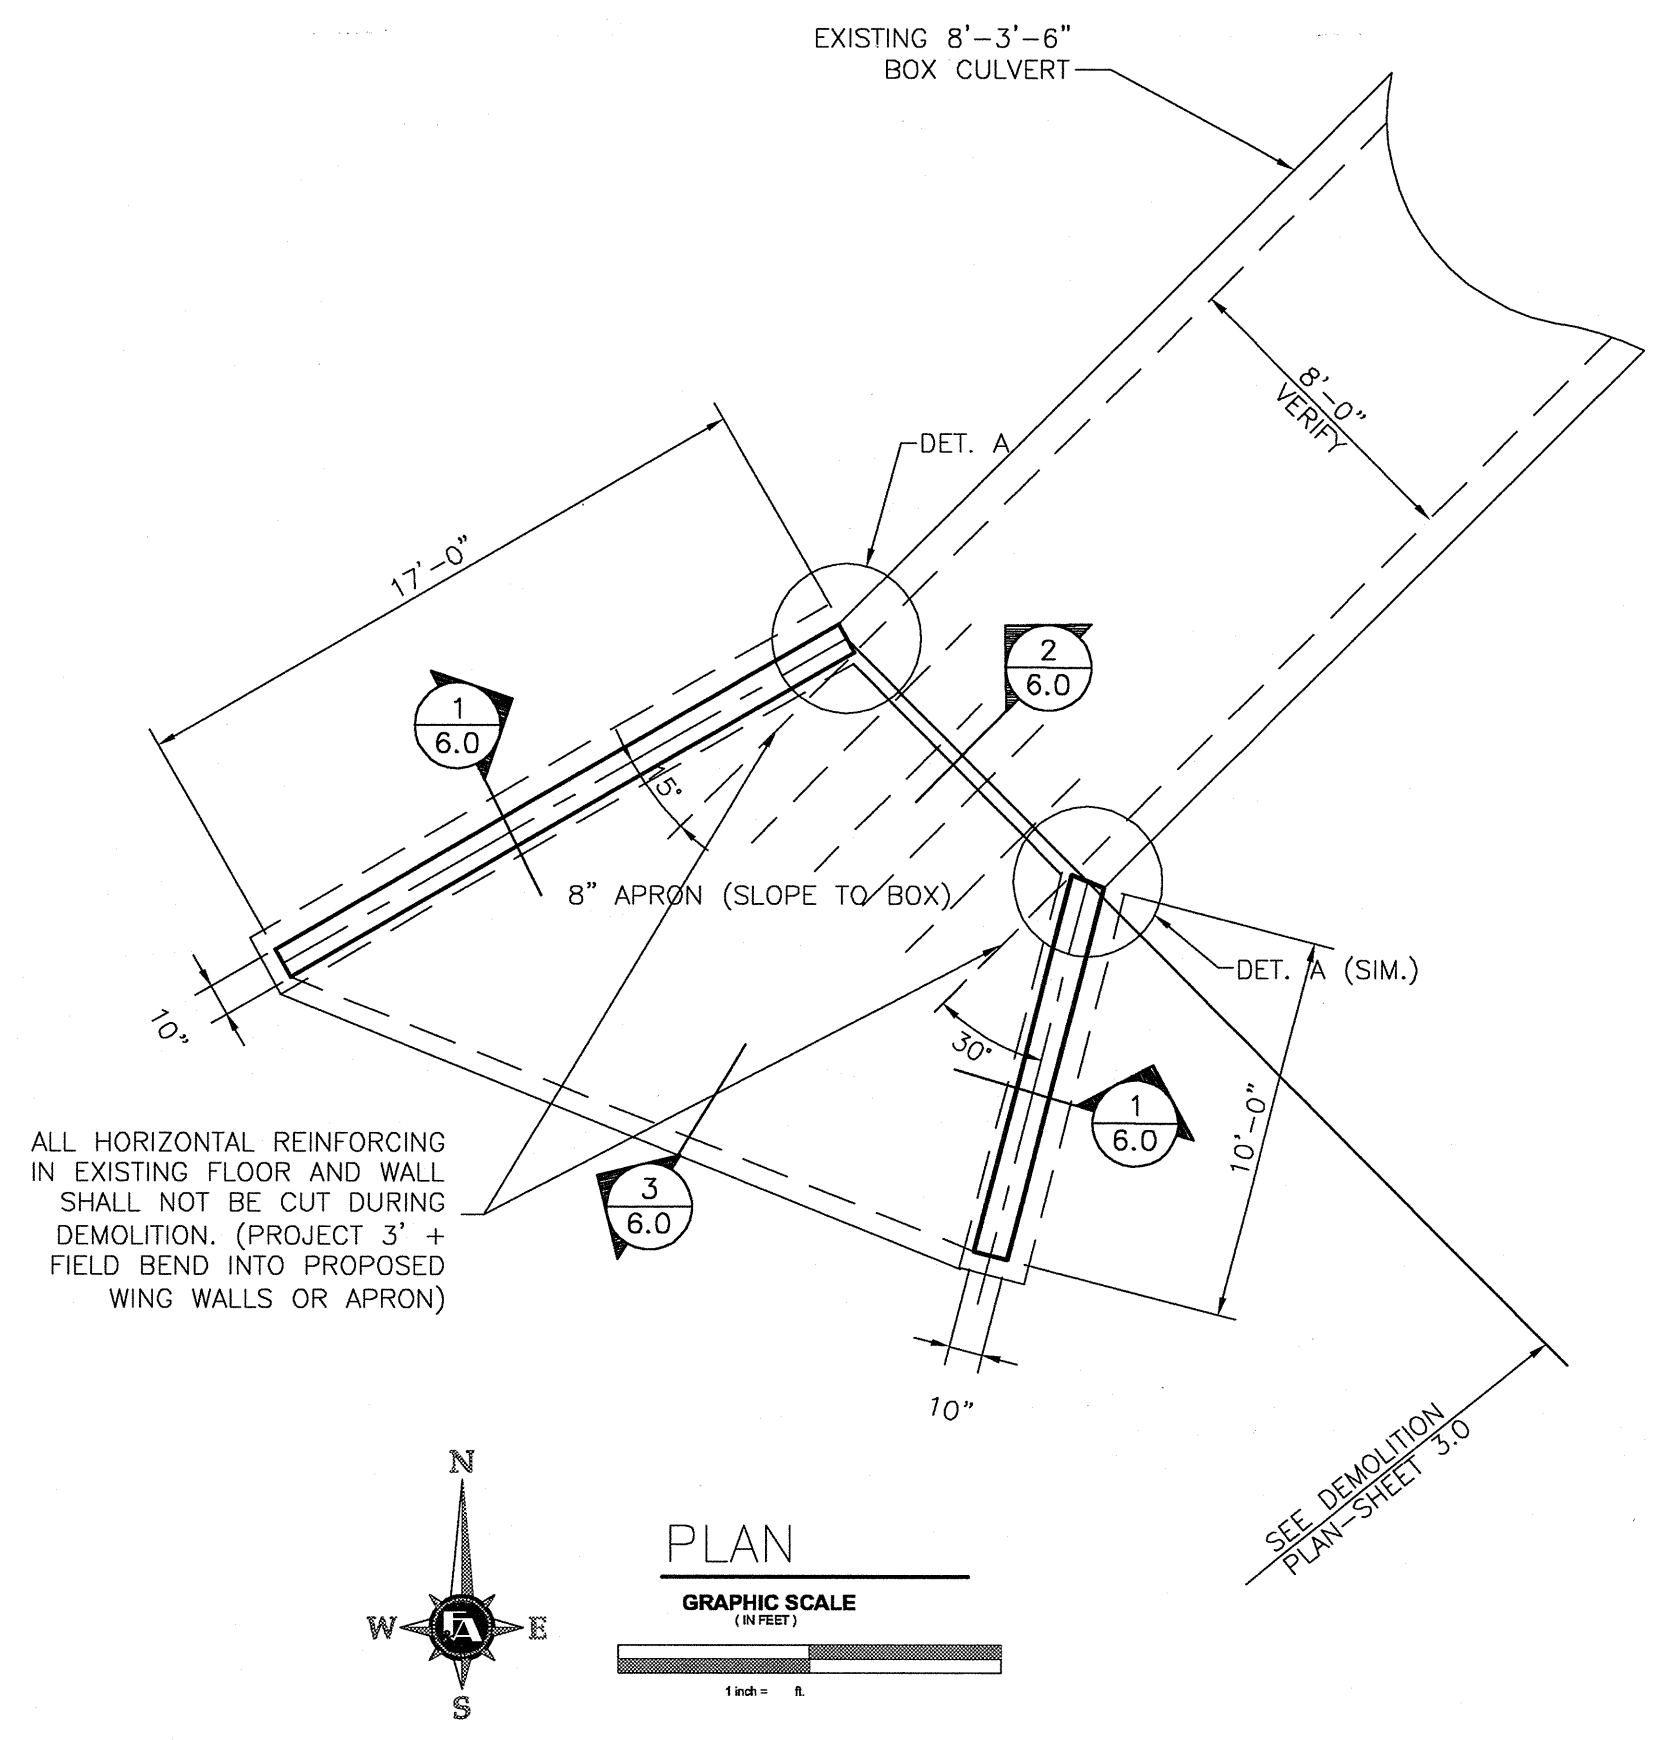 EXISTING 8'-3'-6"
BOX CULVERT
8'-0"
VERIFY
DET. A
17'-0"
2
6.0
1
6.0
15°
8" APRON (SLOPE TO BOX)
DET. A (SIM.)
10"
30°
1
6.0
10'-0"
ALL HORIZONTAL REINFORCING
IN EXISTING FLOOR AND WALL
SHALL NOT BE CUT DURING
DEMOLITION. (PROJECT 3' +
FIELD BEND INTO PROPOSED
WING WALLS OR APRON)
3
6.0
10"
SEE DEMOLITION
PLAN-SHEET 3.0
N
W
E
S
PLAN
GRAPHIC SCALE
( IN FEET )
1 inch = ft.